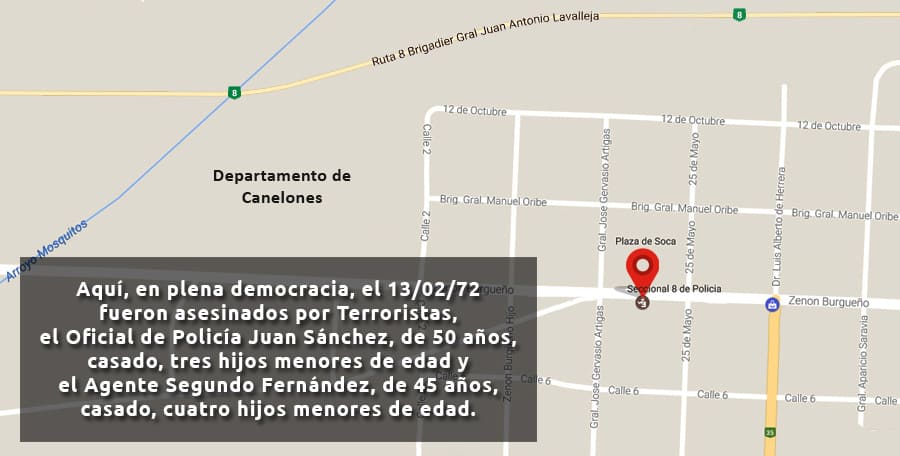 8
Ruta 8 Brigadier Gral Juan Antonio Lavalleja
8
12 de Octubre
12 de Octubre
12 de Octubre
Calle 2
Gral. Jose Gervasio Artigas
25 de Mayo
Dr. Luis Alberto de Herrera
Departamento de
Canelones
Brig. Gral. Manuel Oribe
Brig. Gral. Manuel Oribe
Brig. Gral. Manuel Oribe
Calle 2
Arroyo-Mosquitos
Plaza de Soca
25 de Mayo
Seccional 8 de Policia
Burgueño
Zenon Burgueño
Aquí, en plena democracia, el 13/02/72
fueron asesinados por Terroristas,
el Oficial de Policía Juan Sánchez, de 50 años,
casado, tres hijos menores de edad y
el Agente Segundo Fernández, de 45 años,
casado, cuatro hijos menores de edad.
Zenon Burgueño Hijo
Gral. Jose Gervasio Artigas
25 de Mayo
Gral. Aparicio Saravia
Calle 6
Calle 6
Calle 6
Calle 6
35